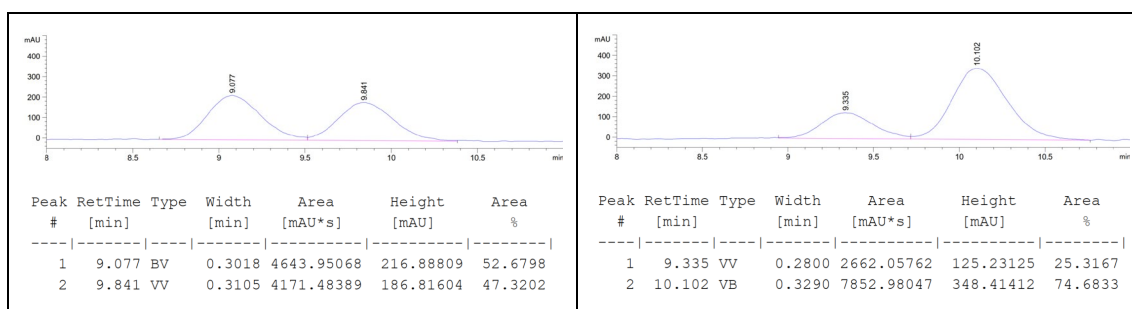 mAU
400
300
200
100
0
9.077
9.841
8
8.5
9
9.5
10
10.5
min
Peak RetTime Type Width Area Height Area
# [min] [min] [mAU*s] [mAU] %
----|-------|----|-------|----------|----------|--------|
1 9.077 BV 0.3018 4643.95068 216.88809 52.6798
2 9.841 VV 0.3105 4171.48389 186.81604 47.3202
mAU
400
300
200
100
0
9.335
10.102
8
8.5
9
9.5
10
10.5
min
Peak RetTime Type Width Area Height Area
# [min] [min] [mAU*s] [mAU] %
----|-------|----|-------|----------|----------|--------|
1 9.335 VV 0.2800 2662.05762 125.23125 25.3167
2 10.102 VB 0.3290 7852.98047 348.41412 74.6833